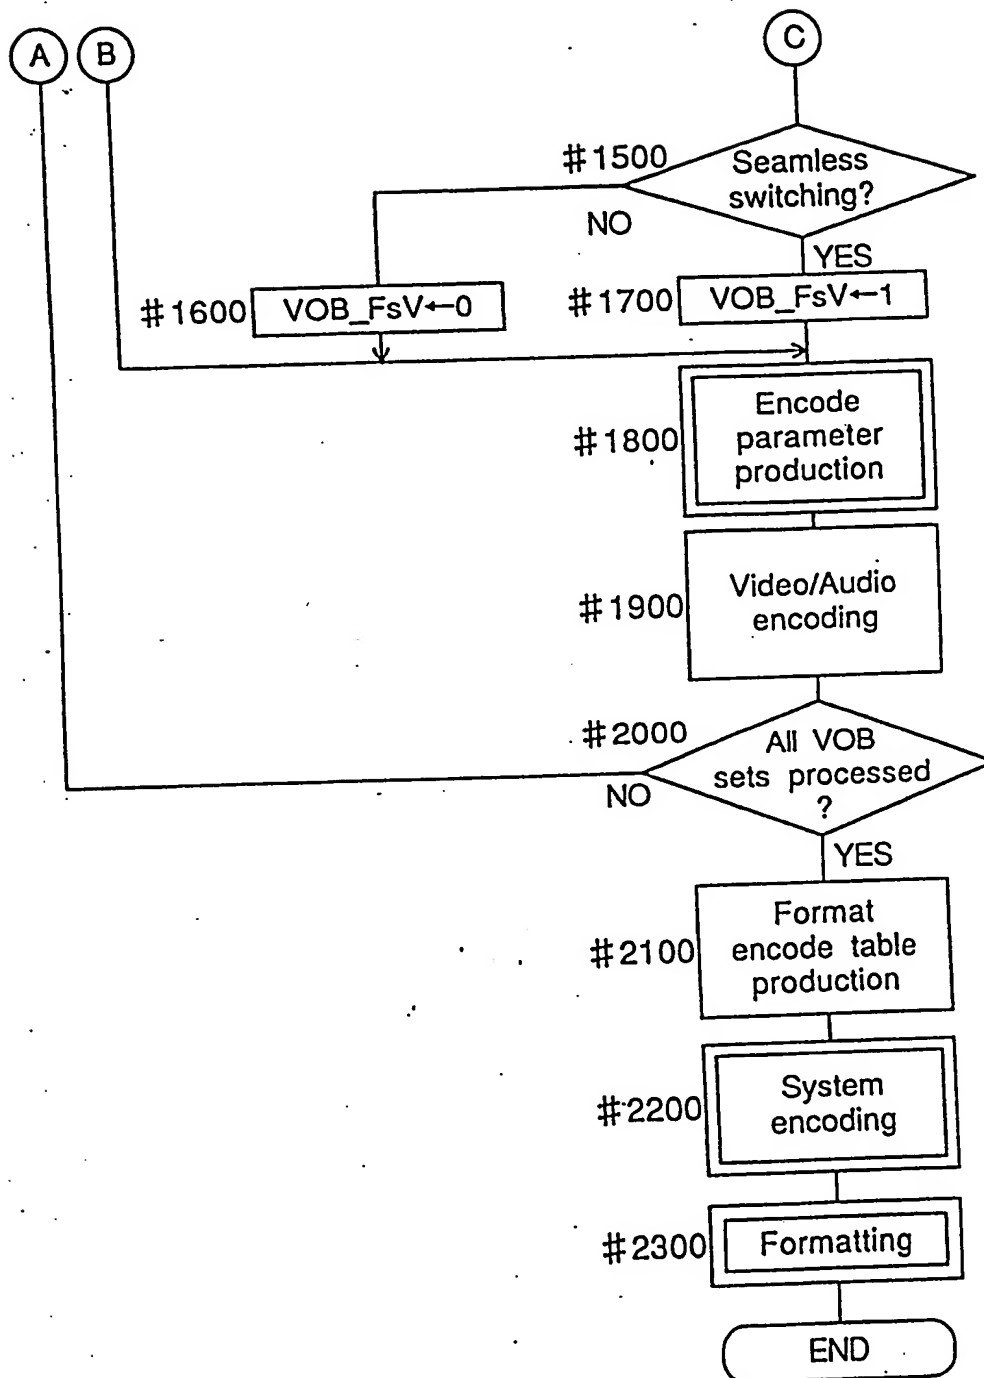 A B C
#1500
Seamless
switching?
NO
YES
#1600
VOB_FsV←0
#1700
VOB_FsV←1
#1800
Encode
parameter
production
#1900
Video/Audio
encoding
#2000
All VOB
sets processed
?
NO
YES
#2100
Format
encode table
production
#2200
System
encoding
#2300
Formatting
END